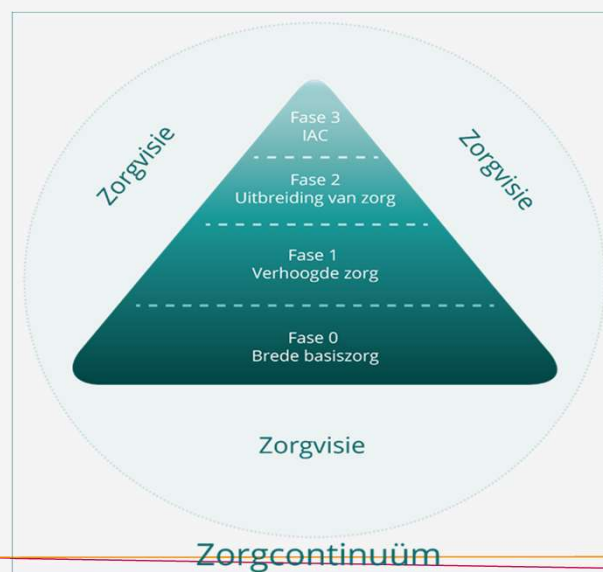 Zorgvisie
Zorgvisie
Fase 3
IAC
Fase 2
Uitbreiding van zorg
Fase 1
Verhoogde zorg
Fase 0
Brede basiszorg
Zorgvisie
Zorgcontinuüm